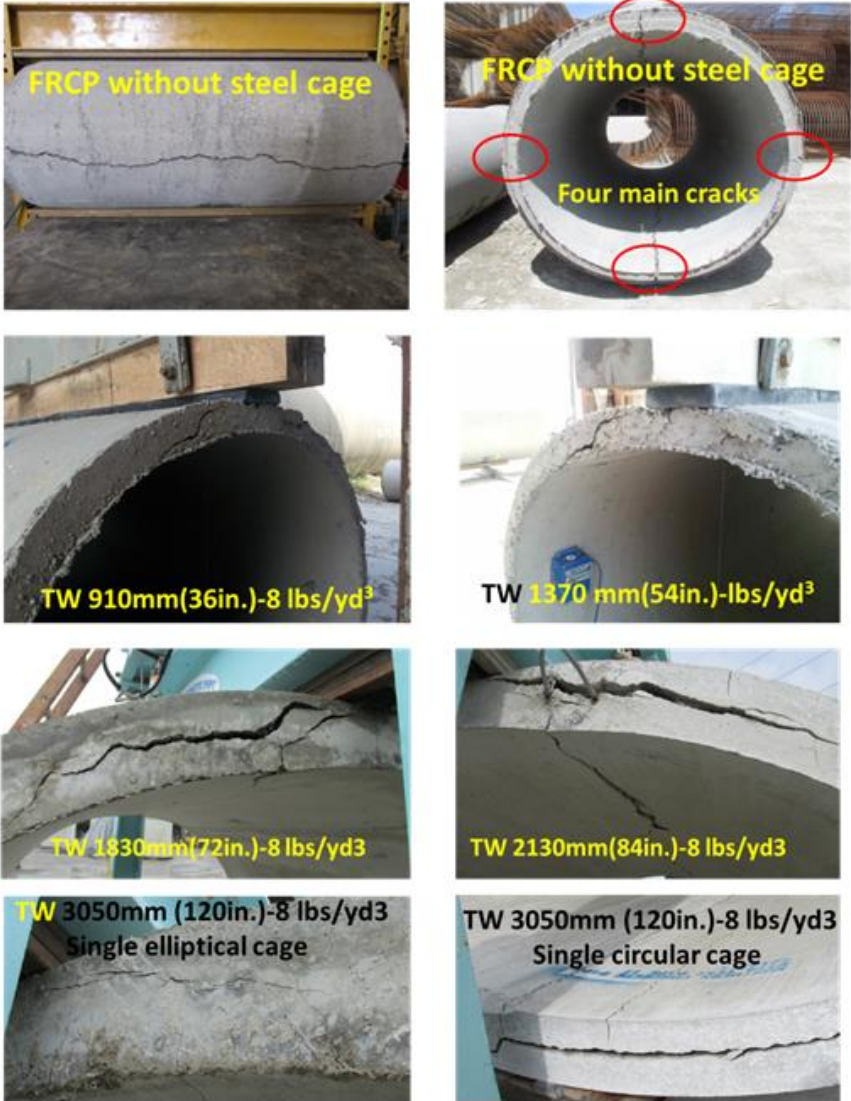 FRCP without steel cage
FRCP without steel cage
Four main cracks
TW 910mm(36in.)-8 lbs/yd³
TW 1370 mm(54in.)-lbs/yd³
TW 1830mm(72in.)-8 lbs/yd3
TW 2130mm(84in.)-8 lbs/yd3
TW 3050mm (120in.)-8 lbs/yd3
Single elliptical cage
TW 3050mm (120in.)-8 lbs/yd3
Single circular cage